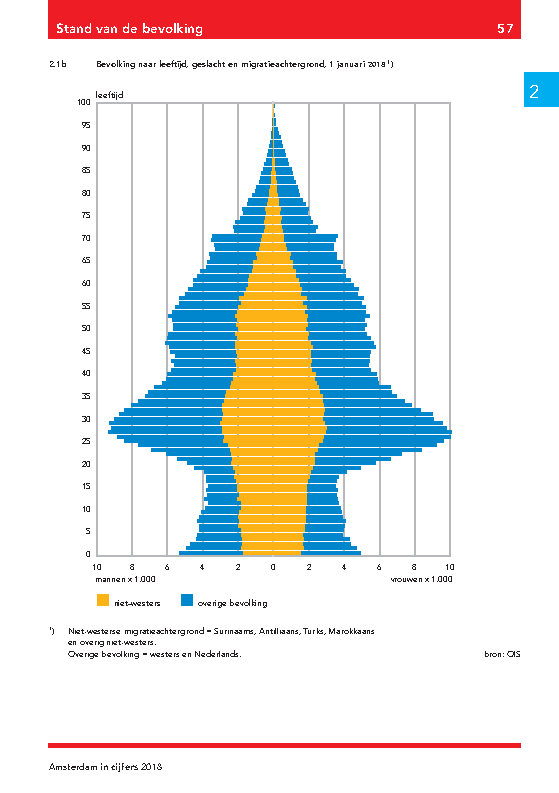 Stand van de bevolking 57
2.1b Bevolking naar leeftijd, geslacht en migratieachtergrond, 1 januari 2018 ¹)
2
leeftijd
100
95
90
85
80
75
70
65
60
55
50
45
40
35
30
25
20
15
10
5
0
10 8 6 4 2 0 2 4 6 8 10
mannen x 1.000 vrouwen x 1.000
niet-westers overige bevolking
¹) Niet-westerse migratieachtergrond = Surinaams, Antilliaans, Turks, Marokkaans
en overig niet-westers.
Overige bevolking = westers en Nederlands. bron: OIS
Amsterdam in cijfers 2018